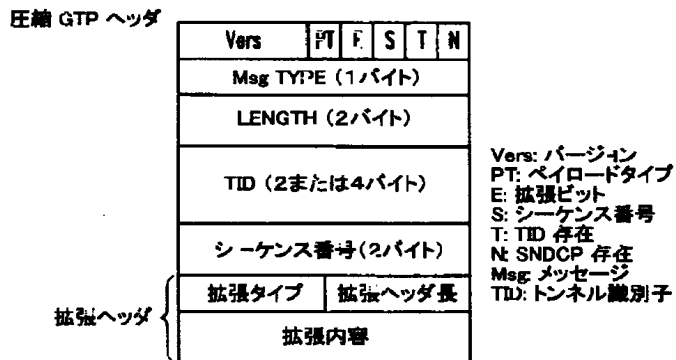 圧縮 GTP ヘッダ
Vers PT E S T N
Msg TYPE (1バイト)
LENGTH (2バイト)
TID (2または4バイト)
シーケンス番号(2バイト)
拡張タイプ 拡張ヘッダ長
拡張ヘッダ
拡張内容
Vers: バージョン
PT: ペイロードタイプ
E: 拡張ビット
S: シーケンス番号
T: TID 存在
N: SNDCP 存在
Msg: メッセージ
TID: トンネル識別子